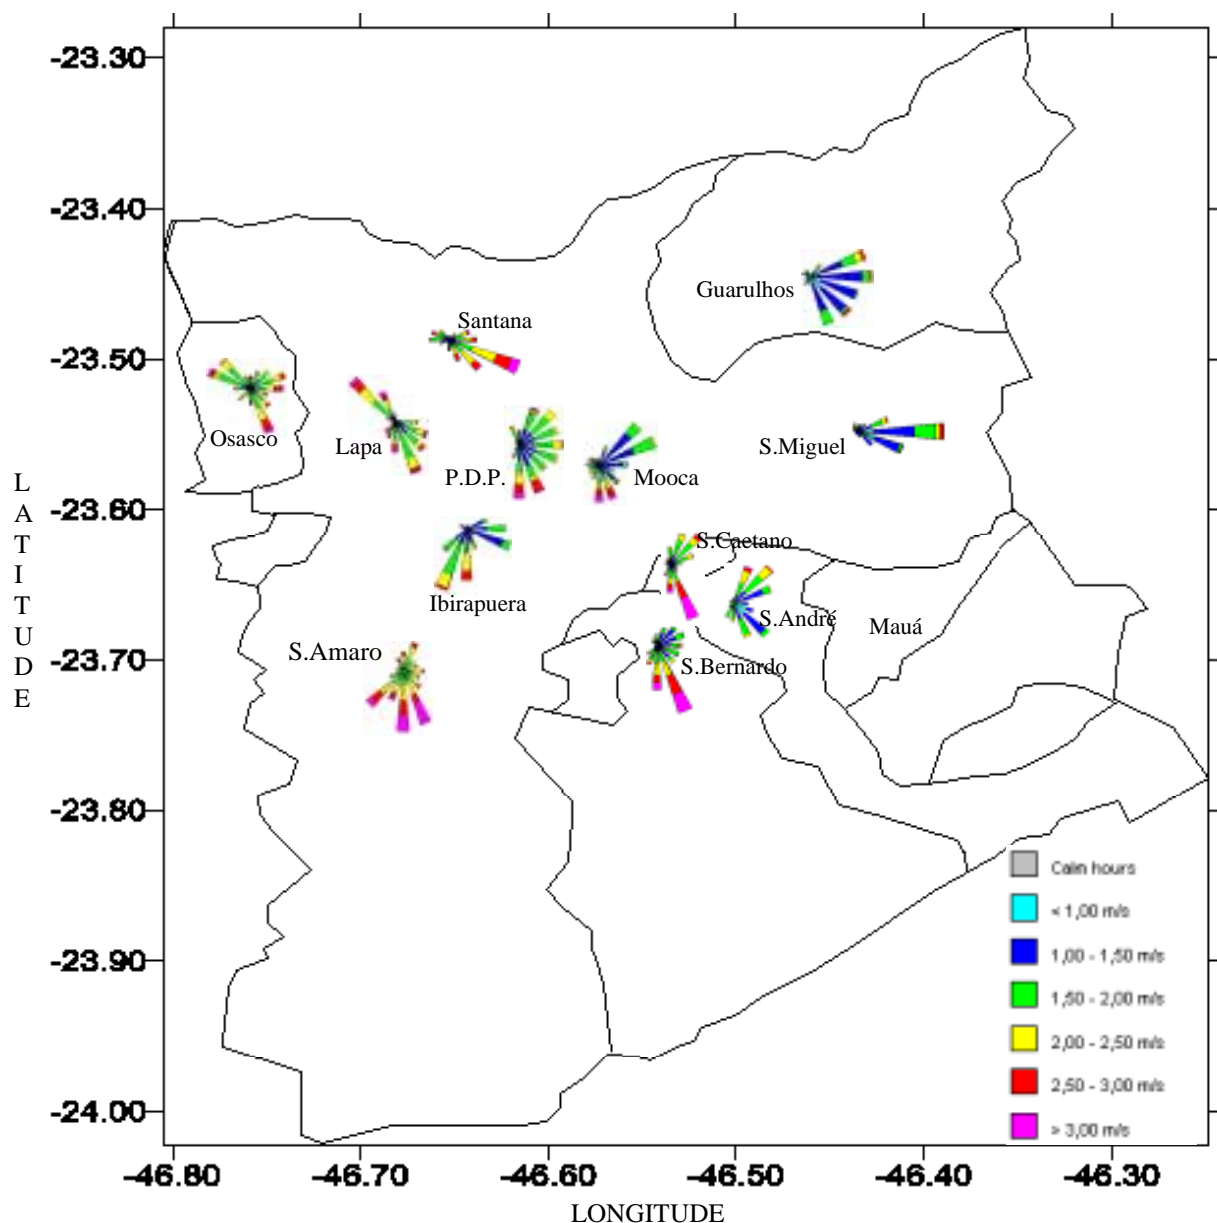 -23.30
-23.40
Guarulhos
Santana
-23.50
Osasco
Lapa
S.Miguel
P.D.P.
Mooca
LATITUDE
-23.60
S.Caetano
Ibirapuera
S.André
Mauá
S.Amaro
-23.70
S.Bernardo
-23.80
Calm hours
< 1,00 m/s
-23.90
1,00 - 1,50 m/s
1,50 - 2,00 m/s
2,00 - 2,50 m/s
2,50 - 3,00 m/s
-24.00
> 3,00 m/s
-46.80 -46.70 -46.60 -46.50 -46.40 -46.30
LONGITUDE